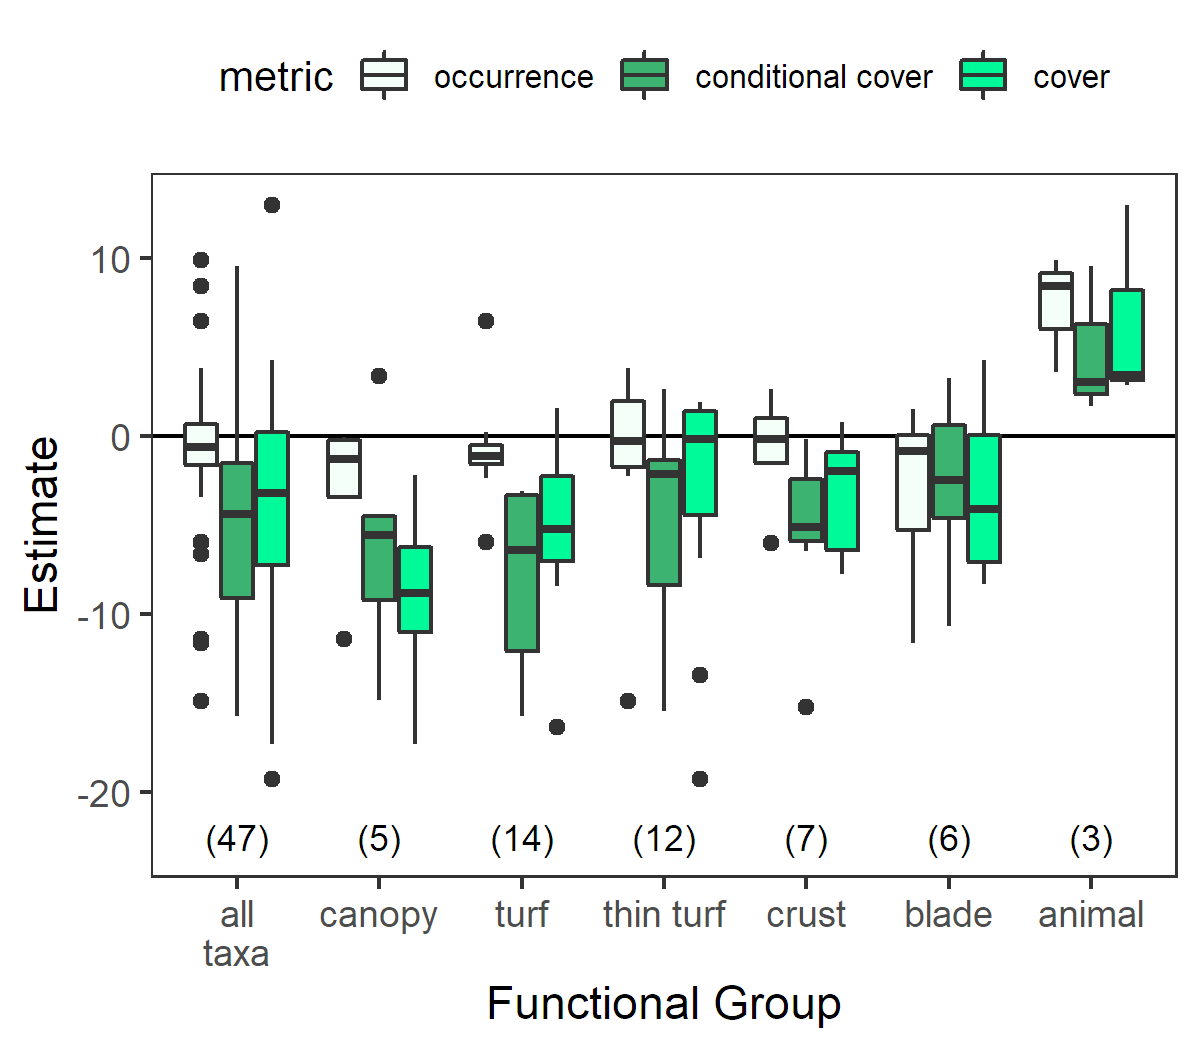 metric occurrence conditional cover cover
10
0
-10
-20
Estimate
(47) (5) (14) (12) (7) (6) (3)
all taxa canopy turf thin turf crust blade animal
Functional Group